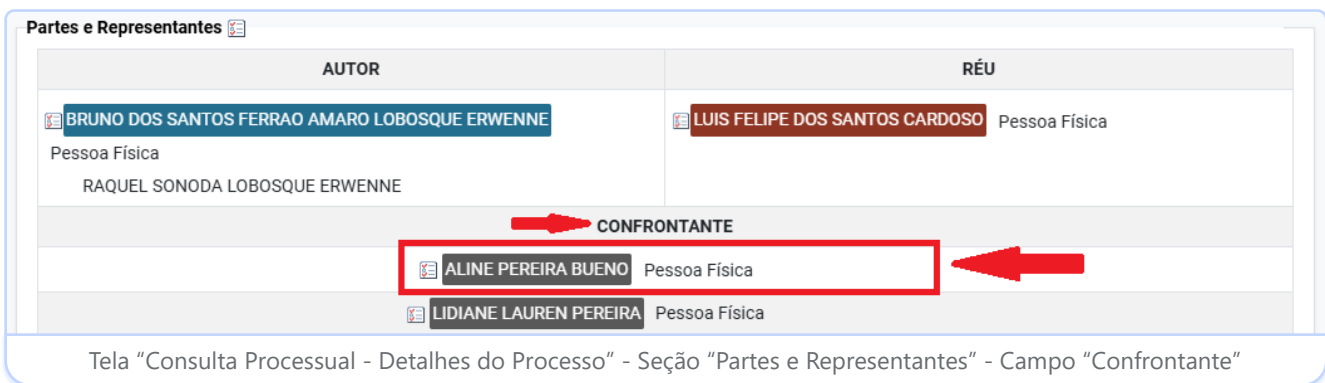 Partes e Representantes
AUTOR
RÉU
BRUNO DOS SANTOS FERRAO AMARO LOBOSQUE ERWENNE
Pessoa Física
RAQUEL SONODA LOBOSQUE ERWENNE
LUIS FELIPE DOS SANTOS CARDOSO Pessoa Física
CONFRONTANTE
ALINE PEREIRA BUENO Pessoa Física
LIDIANE LAUREN PEREIRA Pessoa Física
Tela “Consulta Processual - Detalhes do Processo” - Seção “Partes e Representantes” - Campo “Confrontante”